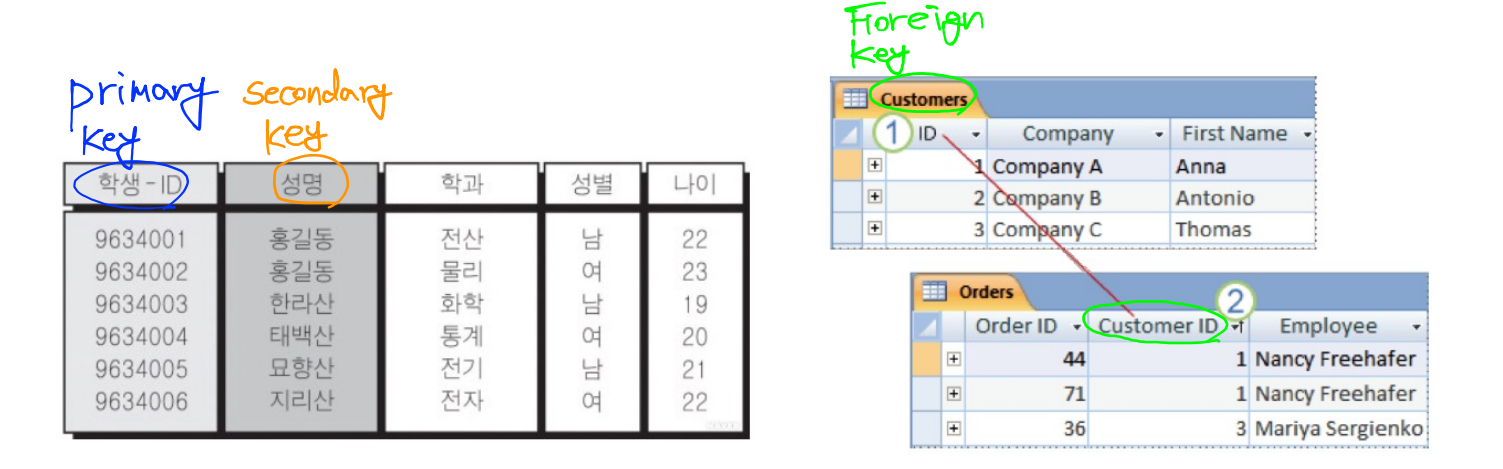 primary
key
secondary
key
학생-ID 성명 학과 성별 나이
9634001 홍길동 전산 남 22
9634002 홍길동 물리 여 23
9634003 한라산 화학 남 19
9634004 태백산 통계 여 20
9634005 묘향산 전기 남 21
9634006 지리산 전자 여 22
Foreign
key
Customers
1 ID Company First Name
1 Company A Anna
2 Company B Antonio
3 Company C Thomas
Orders
2
Order ID Customer ID Employee
44 1 Nancy Freehafer
71 1 Nancy Freehafer
36 3 Mariya Sergienko